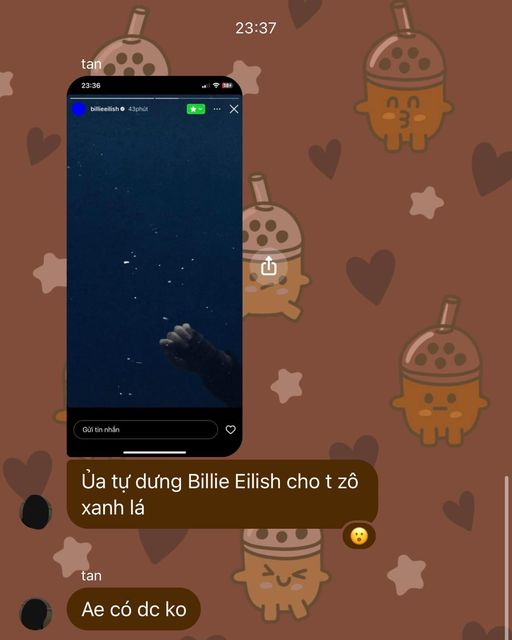 23:37
tan
23:36
billieeilish 43phút
Gửi tin nhắn
Ủa tự dưng Billie Eilish cho t zô
xanh lá
tan
Ae có dc ko